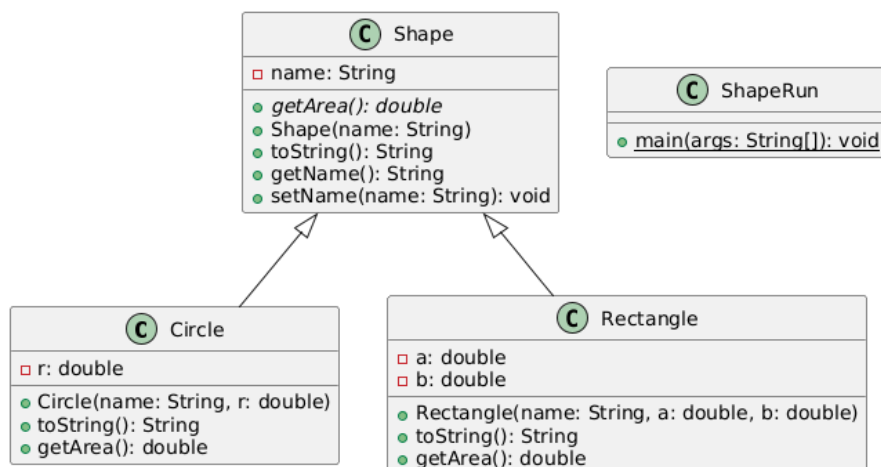 C Shape
name: String
getArea(): double
Shape(name: String)
toString(): String
getName(): String
setName(name: String): void
C ShapeRun
main(args: String[]): void
C Circle
r: double
Circle(name: String, r: double)
toString(): String
getArea(): double
C Rectangle
a: double
b: double
Rectangle(name: String, a: double, b: double)
toString(): String
getArea(): double